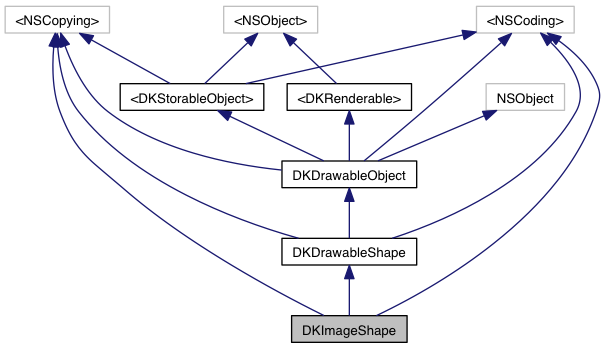 <NSCopying>
<NSObject>
<NSCoding>
<DKStorableObject>
<DKRenderable>
NSObject
DKDrawableObject
DKDrawableShape
DKImageShape